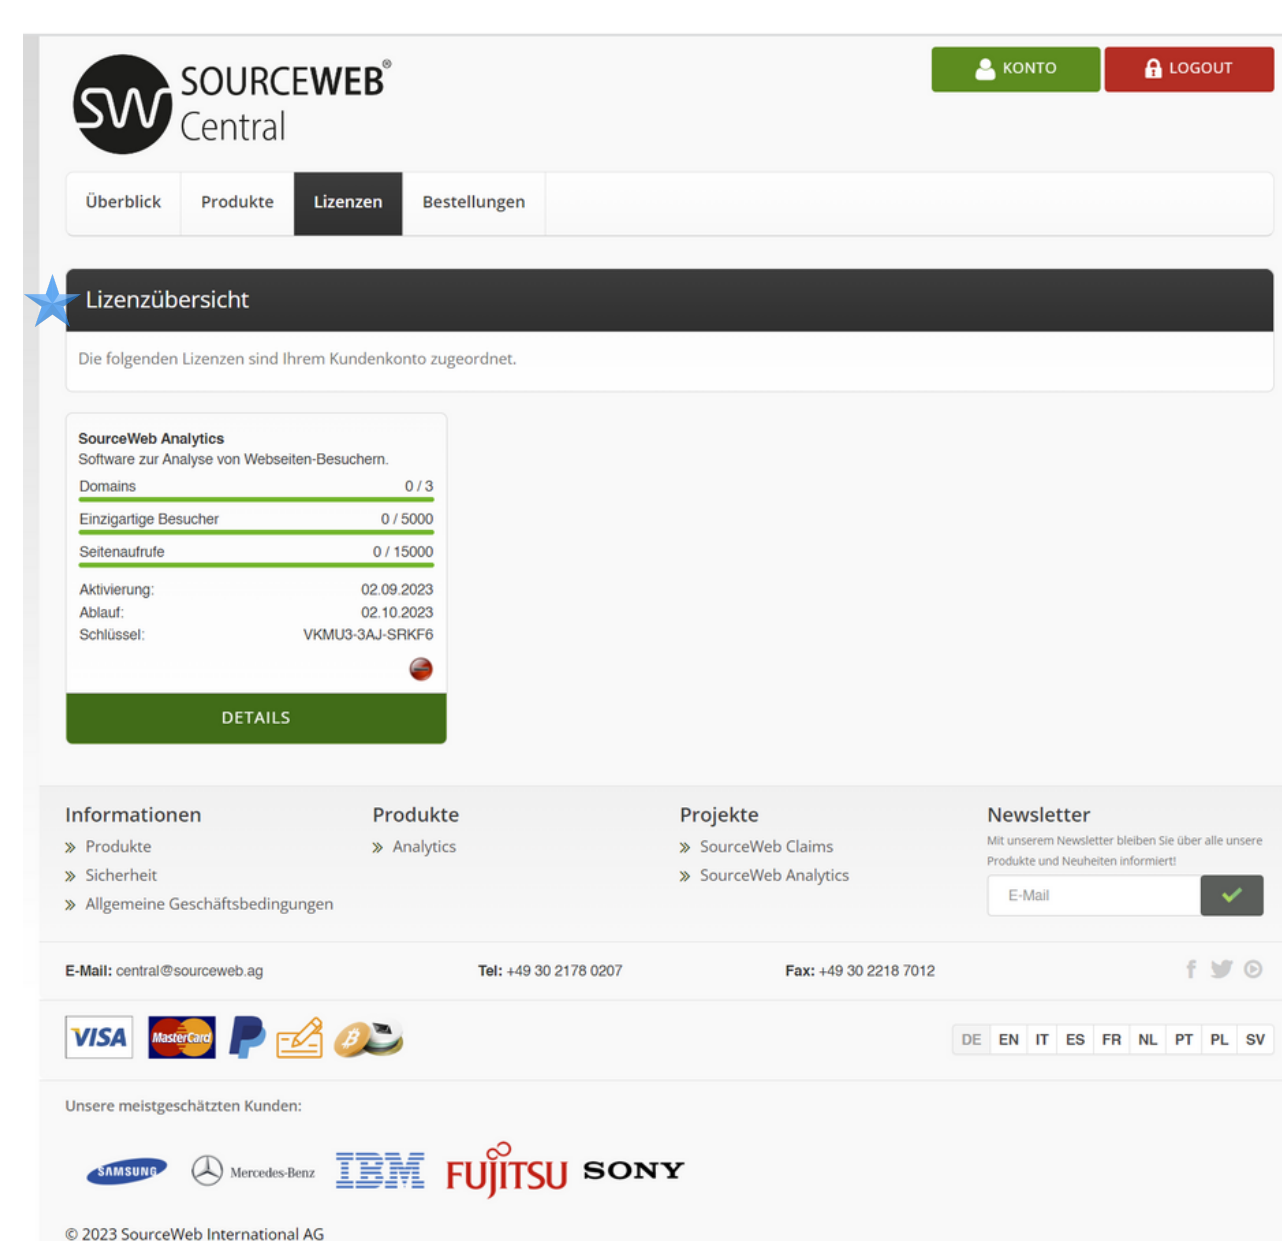 SOURCEWEB®
Central
KONTO
LOGOUT
Überblick Produkte Lizenzen Bestellungen
Lizenzübersicht
Die folgenden Lizenzen sind Ihrem Kundenkonto zugeordnet.
SourceWeb Analytics
Software zur Analyse von Webseiten-Besuchern.
Domains 0 / 3
Einzigartige Besucher 0 / 5000
Seitenaufrufe 0 / 15000
Aktivierung: 02.09.2023
Ablauf: 02.10.2023
Schlüssel: VKMU3-3AJ-SRKF6
DETAILS
Informationen
» Produkte
» Sicherheit
» Allgemeine Geschäftsbedingungen
Produkte
» Analytics
Projekte
» SourceWeb Claims
» SourceWeb Analytics
Newsletter
Mit unserem Newsletter bleiben Sie über alle unsere
Produkte und Neuheiten informiert!
E-Mail
E-Mail: central@sourceweb.ag Tel: +49 30 2178 0207 Fax: +49 30 2218 7012
VISA MasterCard
DE EN IT ES FR NL PT PL SV
Unsere meistgeschätzten Kunden:
SAMSUNG Mercedes-Benz IBM FUJITSU SONY
© 2023 SourceWeb International AG